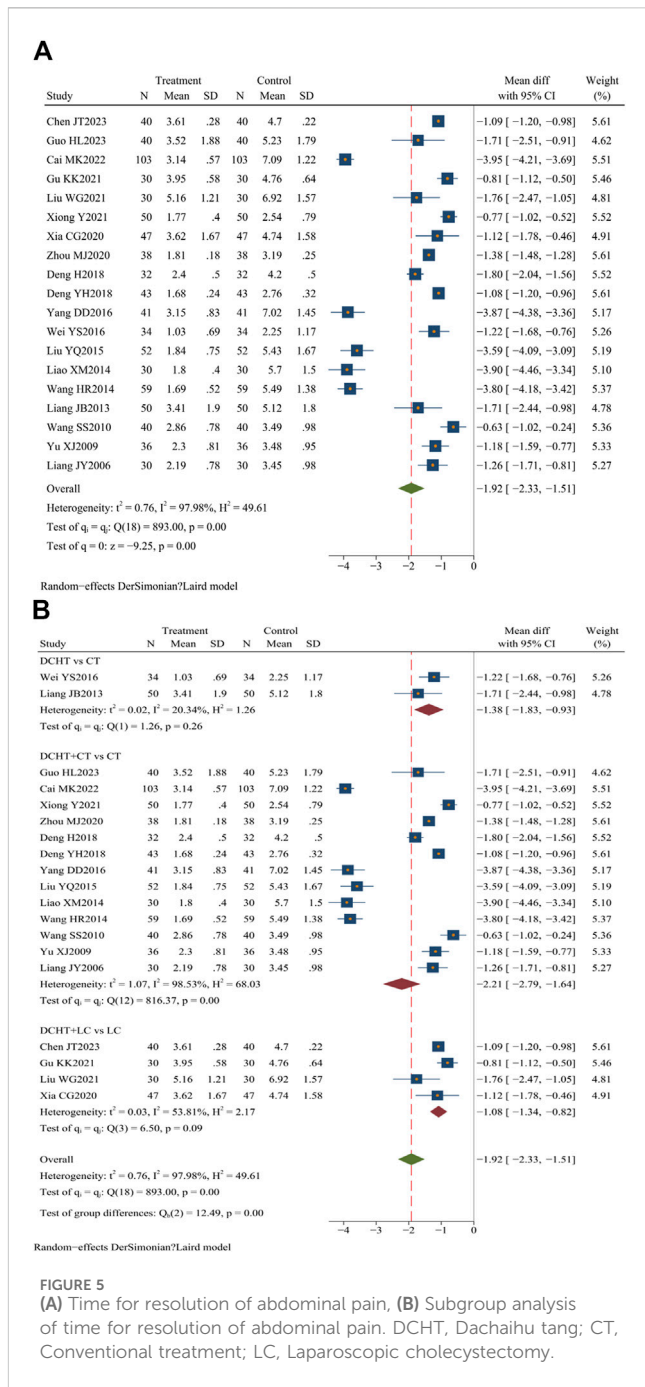 A
Treatment Control Mean diff Weight
Study N Mean SD N Mean SD with 95% CI (%)
Chen JT2023 40 3.61 .28 40 4.7 .22 −1.09 [ −1.20, −0.98] 5.61
Guo HL2023 40 3.52 1.88 40 5.23 1.79 −1.71 [ −2.51, −0.91] 4.62
Cai MK2022 103 3.14 .57 103 7.09 1.22 −3.95 [ −4.21, −3.69] 5.51
Gu KK2021 30 3.95 .58 30 4.76 .64 −0.81 [ −1.12, −0.50] 5.46
Liu WG2021 30 5.16 1.21 30 6.92 1.57 −1.76 [ −2.47, −1.05] 4.81
Xiong Y2021 50 1.77 .4 50 2.54 .79 −0.77 [ −1.02, −0.52] 5.52
Xia CG2020 47 3.62 1.67 47 4.74 1.58 −1.12 [ −1.78, −0.46] 4.91
Zhou MJ2020 38 1.81 .18 38 3.19 .25 −1.38 [ −1.48, −1.28] 5.61
Deng H2018 32 2.4 .5 32 4.2 .5 −1.80 [ −2.04, −1.56] 5.52
Deng YH2018 43 1.68 .24 43 2.76 .32 −1.08 [ −1.20, −0.96] 5.61
Yang DD2016 41 3.15 .83 41 7.02 1.45 −3.87 [ −4.38, −3.36] 5.17
Wei YS2016 34 1.03 .69 34 2.25 1.17 −1.22 [ −1.68, −0.76] 5.26
Liu YQ2015 52 1.84 .75 52 5.43 1.67 −3.59 [ −4.09, −3.09] 5.19
Liao XM2014 30 1.8 .4 30 5.7 1.5 −3.90 [ −4.46, −3.34] 5.10
Wang HR2014 59 1.69 .52 59 5.49 1.38 −3.80 [ −4.18, −3.42] 5.37
Liang JB2013 50 3.41 1.9 50 5.12 1.8 −1.71 [ −2.44, −0.98] 4.78
Wang SS2010 40 2.86 .78 40 3.49 .98 −0.63 [ −1.02, −0.24] 5.36
Yu XJ2009 36 2.3 .81 36 3.48 .95 −1.18 [ −1.59, −0.77] 5.33
Liang JY2006 30 2.19 .78 30 3.45 .98 −1.26 [ −1.71, −0.81] 5.27
Overall −1.92 [ −2.33, −1.51]
Heterogeneity: t² = 0.76, I² = 97.98%, H² = 49.61
Test of qᵢ = qⱼ: Q(18) = 893.00, p = 0.00
Test of q = 0: z = −9.25, p = 0.00
−4 −3 −2 −1 0
Random−effects DerSimonian?Laird model
B
Treatment Control Mean diff Weight
Study N Mean SD N Mean SD with 95% CI (%)
DCHT vs CT
Wei YS2016 34 1.03 .69 34 2.25 1.17 −1.22 [ −1.68, −0.76] 5.26
Liang JB2013 50 3.41 1.9 50 5.12 1.8 −1.71 [ −2.44, −0.98] 4.78
Heterogeneity: t² = 0.02, I² = 20.34%, H² = 1.26 −1.38 [ −1.83, −0.93]
Test of qᵢ = qⱼ: Q(1) = 1.26, p = 0.26
DCHT+CT vs CT
Guo HL2023 40 3.52 1.88 40 5.23 1.79 −1.71 [ −2.51, −0.91] 4.62
Cai MK2022 103 3.14 .57 103 7.09 1.22 −3.95 [ −4.21, −3.69] 5.51
Xiong Y2021 50 1.77 .4 50 2.54 .79 −0.77 [ −1.02, −0.52] 5.52
Zhou MJ2020 38 1.81 .18 38 3.19 .25 −1.38 [ −1.48, −1.28] 5.61
Deng H2018 32 2.4 .5 32 4.2 .5 −1.80 [ −2.04, −1.56] 5.52
Deng YH2018 43 1.68 .24 43 2.76 .32 −1.08 [ −1.20, −0.96] 5.61
Yang DD2016 41 3.15 .83 41 7.02 1.45 −3.87 [ −4.38, −3.36] 5.17
Liu YQ2015 52 1.84 .75 52 5.43 1.67 −3.59 [ −4.09, −3.09] 5.19
Liao XM2014 30 1.8 .4 30 5.7 1.5 −3.90 [ −4.46, −3.34] 5.10
Wang HR2014 59 1.69 .52 59 5.49 1.38 −3.80 [ −4.18, −3.42] 5.37
Wang SS2010 40 2.86 .78 40 3.49 .98 −0.63 [ −1.02, −0.24] 5.36
Yu XJ2009 36 2.3 .81 36 3.48 .95 −1.18 [ −1.59, −0.77] 5.33
Liang JY2006 30 2.19 .78 30 3.45 .98 −1.26 [ −1.71, −0.81] 5.27
Heterogeneity: t² = 1.07, I² = 98.53%, H² = 68.03 −2.21 [ −2.79, −1.64]
Test of qᵢ = qⱼ: Q(12) = 816.37, p = 0.00
DCHT+LC vs LC
Chen JT2023 40 3.61 .28 40 4.7 .22 −1.09 [ −1.20, −0.98] 5.61
Gu KK2021 30 3.95 .58 30 4.76 .64 −0.81 [ −1.12, −0.50] 5.46
Liu WG2021 30 5.16 1.21 30 6.92 1.57 −1.76 [ −2.47, −1.05] 4.81
Xia CG2020 47 3.62 1.67 47 4.74 1.58 −1.12 [ −1.78, −0.46] 4.91
Heterogeneity: t² = 0.03, I² = 53.81%, H² = 2.17 −1.08 [ −1.34, −0.82]
Test of qᵢ = qⱼ: Q(3) = 6.50, p = 0.09
Overall −1.92 [ −2.33, −1.51]
Heterogeneity: t² = 0.76, I² = 97.98%, H² = 49.61
Test of qᵢ = qⱼ: Q(18) = 893.00, p = 0.00
Test of group differences: Q_b(2) = 12.49, p = 0.00
−4 −3 −2 −1 0
Random−effects DerSimonian?Laird model
FIGURE 5
(A) Time for resolution of abdominal pain, (B) Subgroup analysis
of time for resolution of abdominal pain. DCHT, Dachaihu tang; CT,
Conventional treatment; LC, Laparoscopic cholecystectomy.